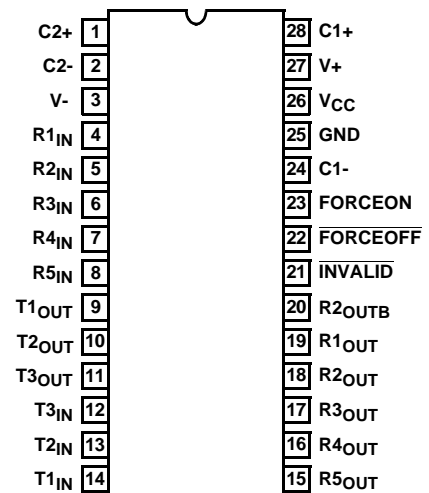 C2+ 1 28 C1+
C2- 2 27 V+
V- 3 26 VCC
R1IN 4 25 GND
R2IN 5 24 C1-
R3IN 6 23 FORCEON
R4IN 7 22 FORCEOFF
R5IN 8 21 INVALID
T1OUT 9 20 R2OUTB
T2OUT 10 19 R1OUT
T3OUT 11 18 R2OUT
T3IN 12 17 R3OUT
T2IN 13 16 R4OUT
T1IN 14 15 R5OUT